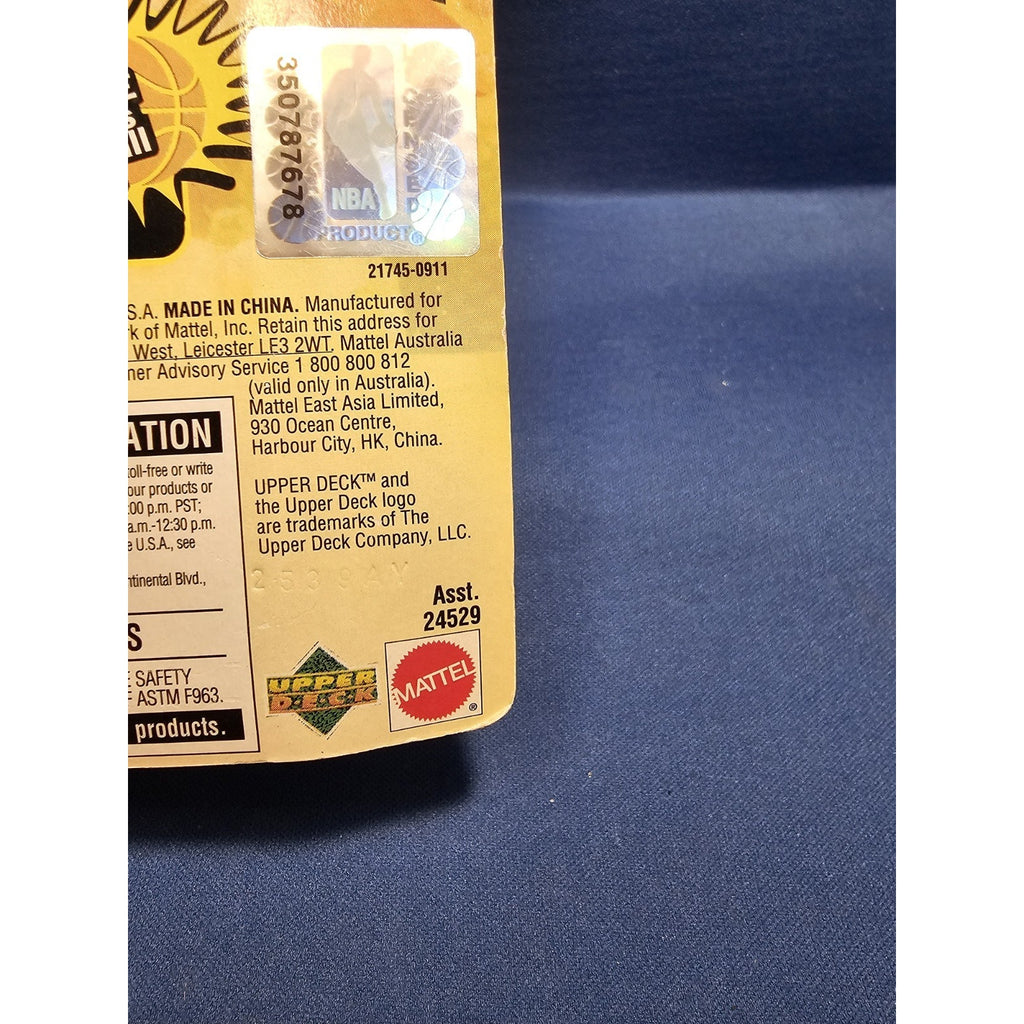 350787678
NBA
PRODUCT
21745-0911
S.A. MADE IN CHINA. Manufactured for
rk of Mattel, Inc. Retain this address for
West, Leicester LE3 2WT. Mattel Australia
ner Advisory Service 1 800 800 812
(valid only in Australia).
Mattel East Asia Limited,
930 Ocean Centre,
Harbour City, HK, China.
UPPER DECK™ and
the Upper Deck logo
are trademarks of The
Upper Deck Company, LLC.
2539AY
Asst.
24529
UPPER
DECK
MATTEL
®
ATION
toll-free or write
our products or
:00 p.m. PST;
a.m.-12:30 p.m.
e U.S.A., see
ntinental Blvd.,
S
E SAFETY
F ASTM F963.
products.